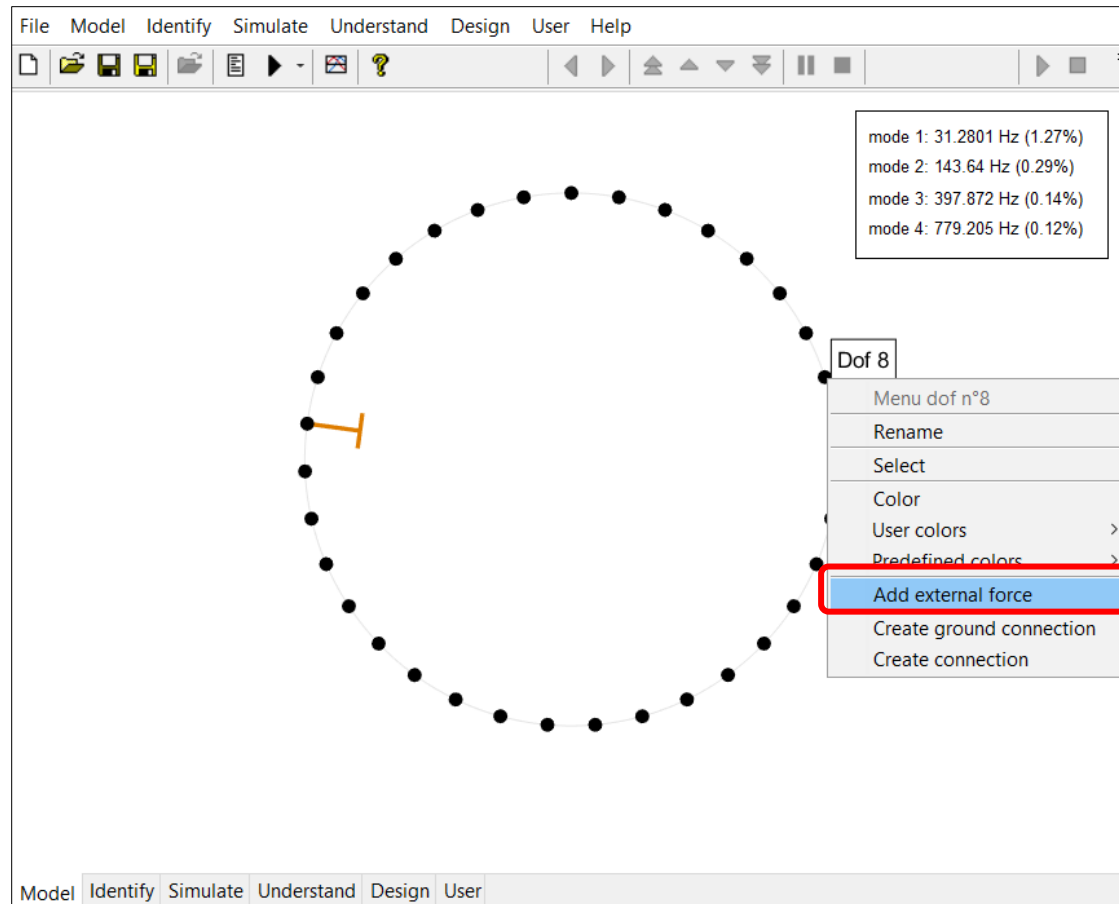 File Model Identify Simulate Understand Design User Help
mode 1: 31.2801 Hz (1.27%)
mode 2: 143.64 Hz (0.29%)
mode 3: 397.872 Hz (0.14%)
mode 4: 779.205 Hz (0.12%)
Dof 8
Menu dof n°8
Rename
Select
Color
User colors
Predefined colors
Add external force
Create ground connection
Create connection
Model Identify Simulate Understand Design User